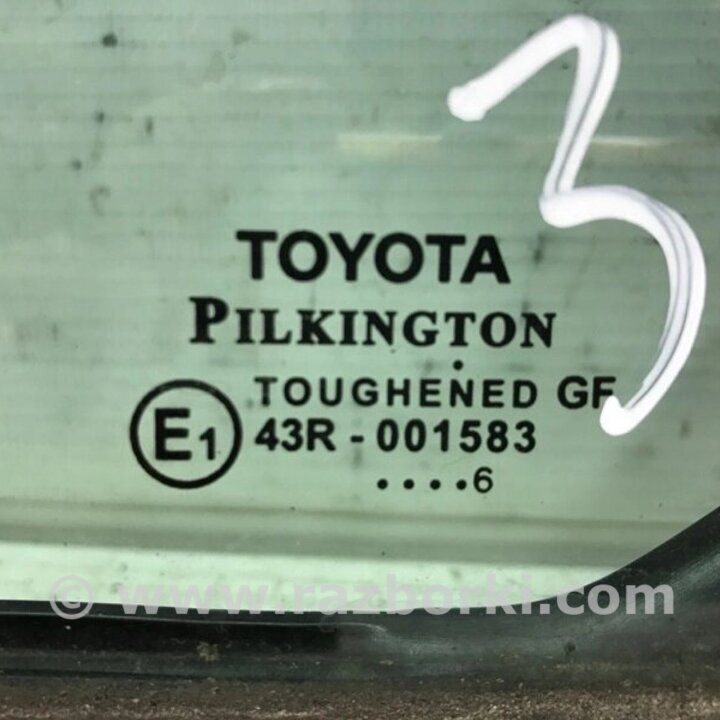 3
TOYOTA
PILKINGTON
TOUGHENED GF
E1 43R - 001583
....6
© www.razborki.com